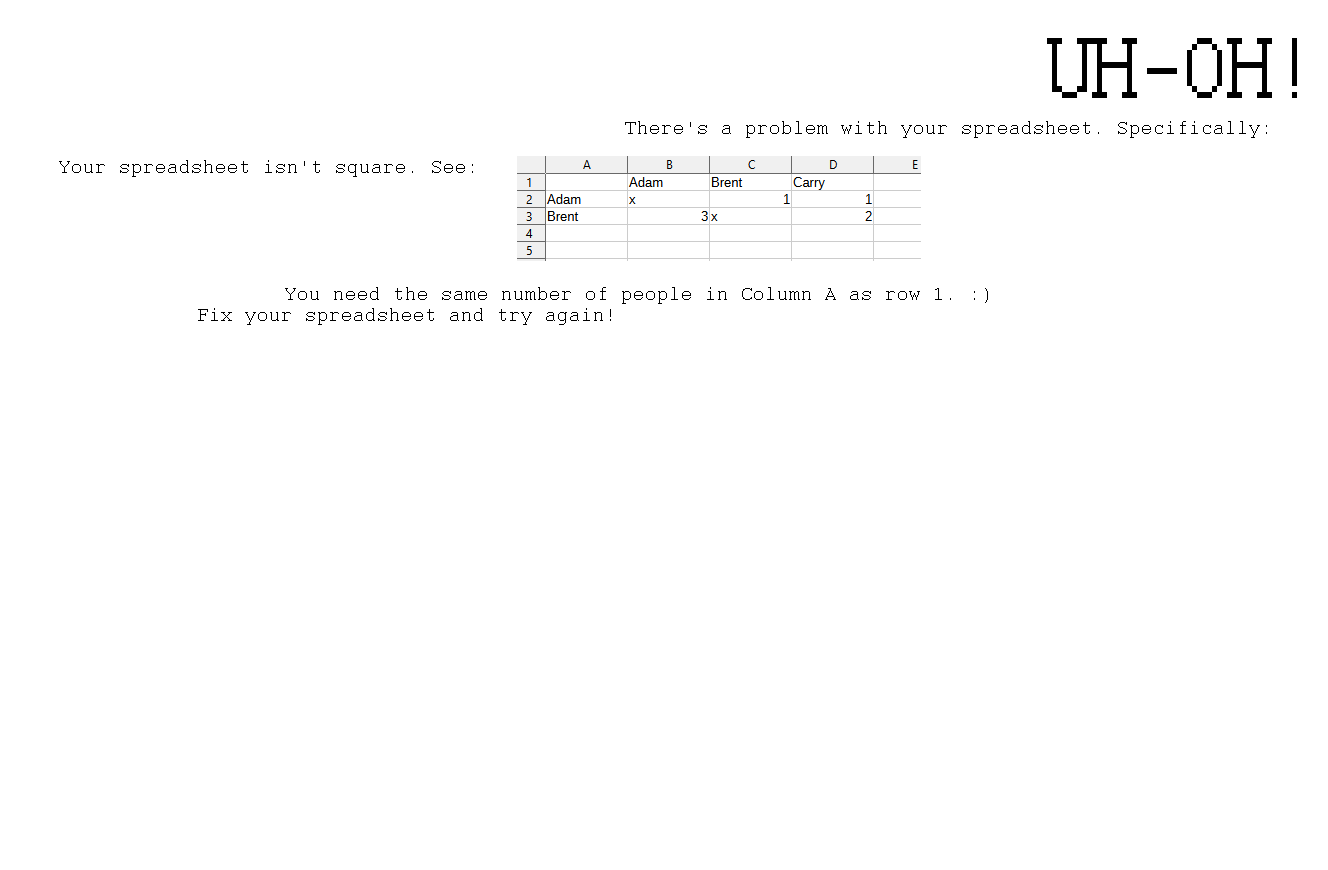 UH-OH!
There's a problem with your spreadsheet. Specifically:
Your spreadsheet isn't square. See:
A B C D E
1 Adam Brent Carry
2 Adam x 1 1
3 Brent 3 x 2
4
5
You need the same number of people in Column A as row 1. :)
Fix your spreadsheet and try again!